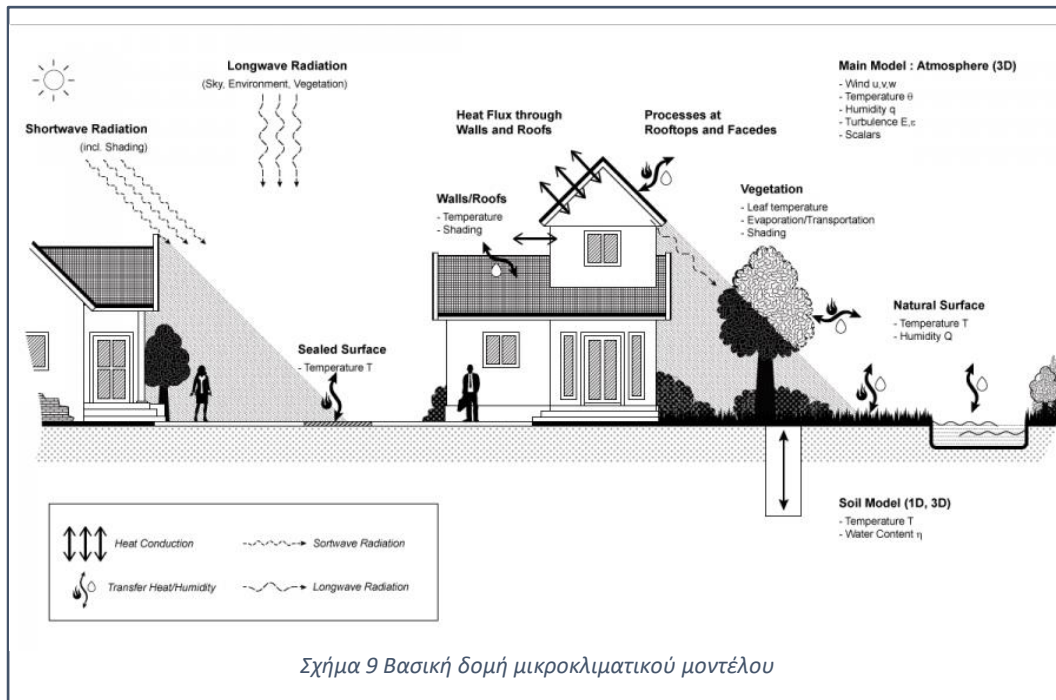 Longwave Radiation
(Sky, Environment, Vegetation)
Shortwave Radiation
(incl. Shading)
Heat Flux through
Walls and Roofs
Processes at
Rooftops and Facedes
Main Model : Atmosphere (3D)
- Wind u,v,w
- Temperature θ
- Humidity q
- Turbulence E,ε
- Scalars
Walls/Roofs
- Temperature
- Shading
Vegetation
- Leaf temperature
- Evaporation/Transportation
- Shading
Natural Surface
- Temperature T
- Humidity Q
Sealed Surface
- Temperature T
Soil Model (1D, 3D)
- Temperature T
- Water Content η
Heat Conduction
Sortwave Radiation
Transfer Heat/Humidity
Longwave Radiation
Σχήμα 9 Βασική δομή μικροκλιματικού μοντέλου